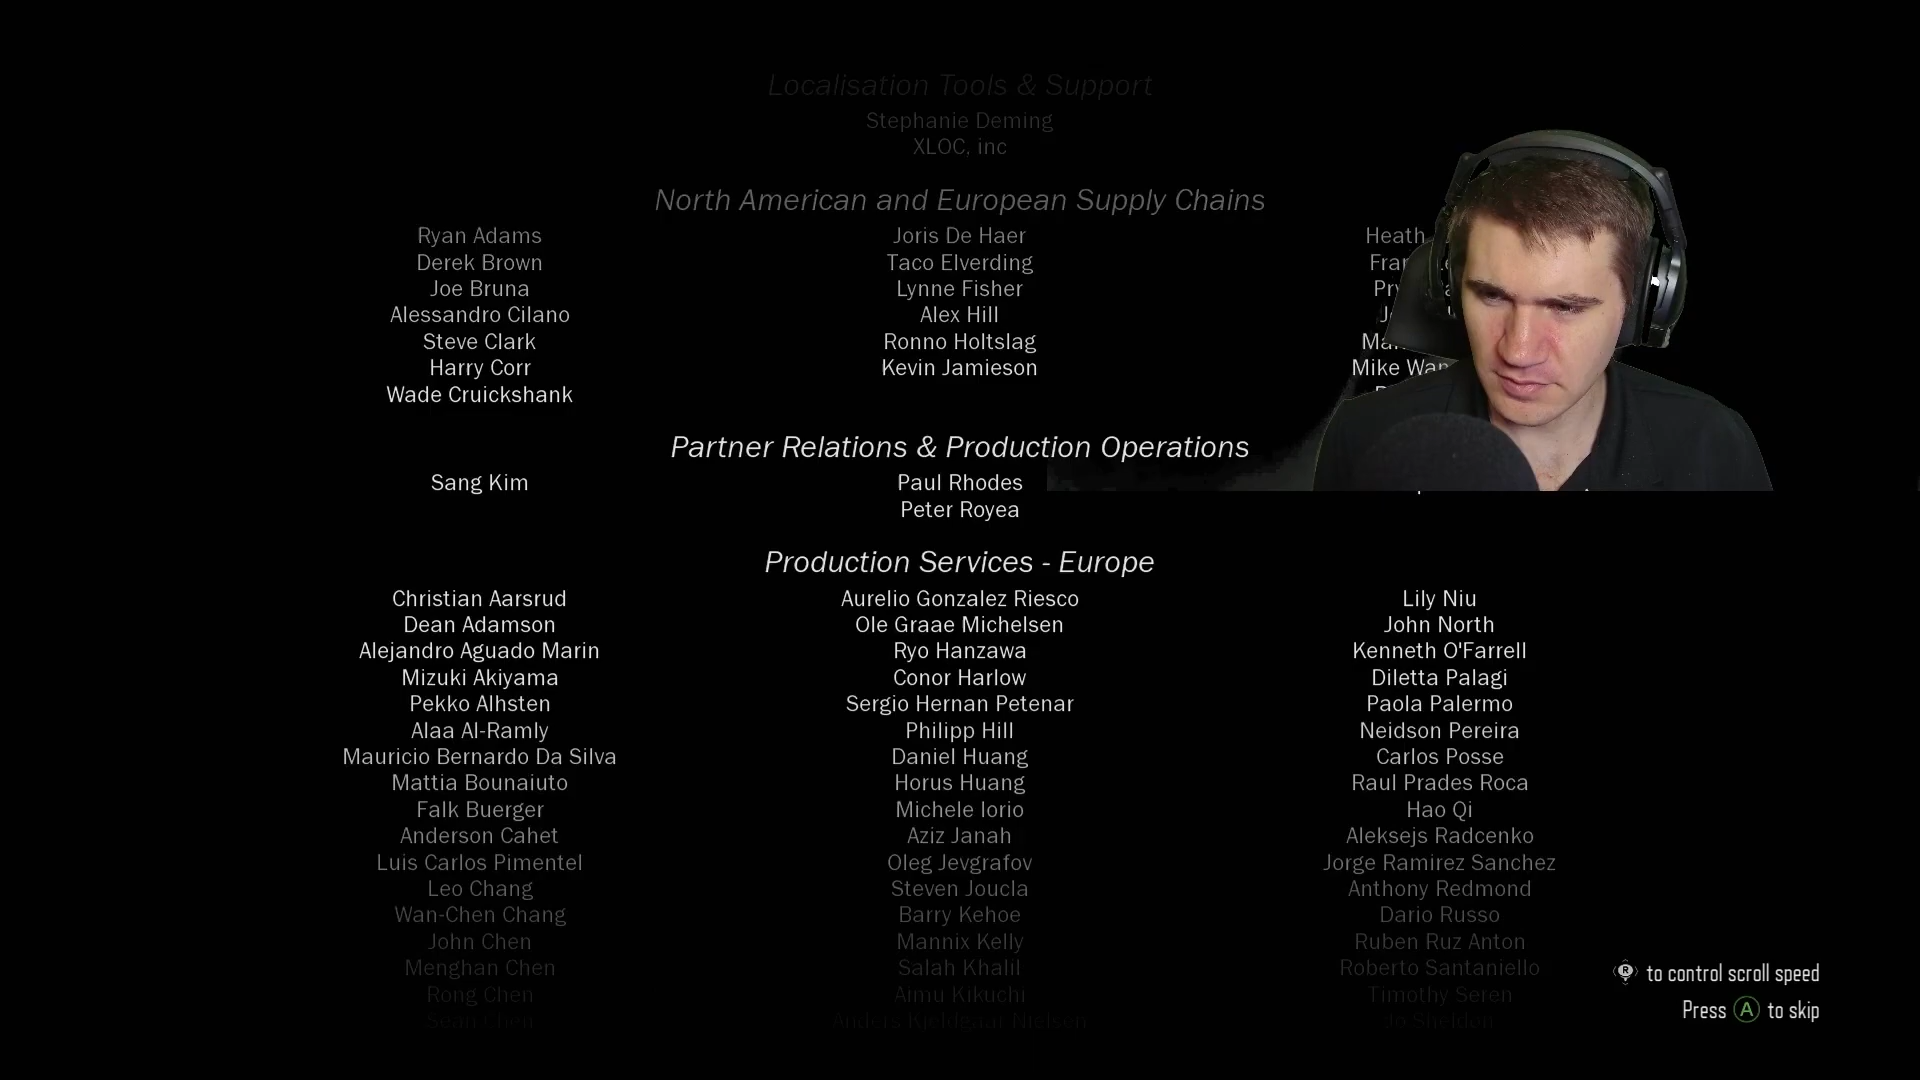 Localisation Tools & Support
Stephanie Deming
XLOC, inc
North American and European Supply Chains
Ryan Adams Joris De Haer Heath
Derek Brown Taco Elverding
Joe Bruna Lynne Fisher
Alessandro Cilano Alex Hill
Steve Clark Ronno Holtslag
Harry Corr Kevin Jamieson Mike
Wade Cruickshank
Partner Relations & Production Operations
Sang Kim Paul Rhodes
Peter Royea
Production Services - Europe
Christian Aarsrud Aurelio Gonzalez Riesco Lily Niu
Dean Adamson Ole Graae Michelsen John North
Alejandro Aguado Marin Ryo Hanzawa Kenneth O'Farrell
Mizuki Akiyama Conor Harlow Diletta Palagi
Pekko Alhsten Sergio Hernan Petenar Paola Palermo
Alaa Al-Ramly Philipp Hill Neidson Pereira
Mauricio Bernardo Da Silva Daniel Huang Carlos Posse
Mattia Bounaiuto Horus Huang Raul Prades Roca
Falk Buerger Michele Iorio Hao Qi
Anderson Cahet Aziz Janah Aleksejs Radcenko
Luis Carlos Pimentel Oleg Jevgrafov Jorge Ramirez Sanchez
Leo Chang Steven Joucla Anthony Redmond
Wan-Chen Chang Barry Kehoe Dario Russo
John Chen Mannix Kelly Ruben Ruz Anton
Menghan Chen Salah Khalil Roberto Santaniello
Rong Chen Aimu Kikuchi Timothy Seren
Sean Chen Anders Kjeldgaar Nielsen Jo Sheldon
R to control scroll speed
Press A to skip